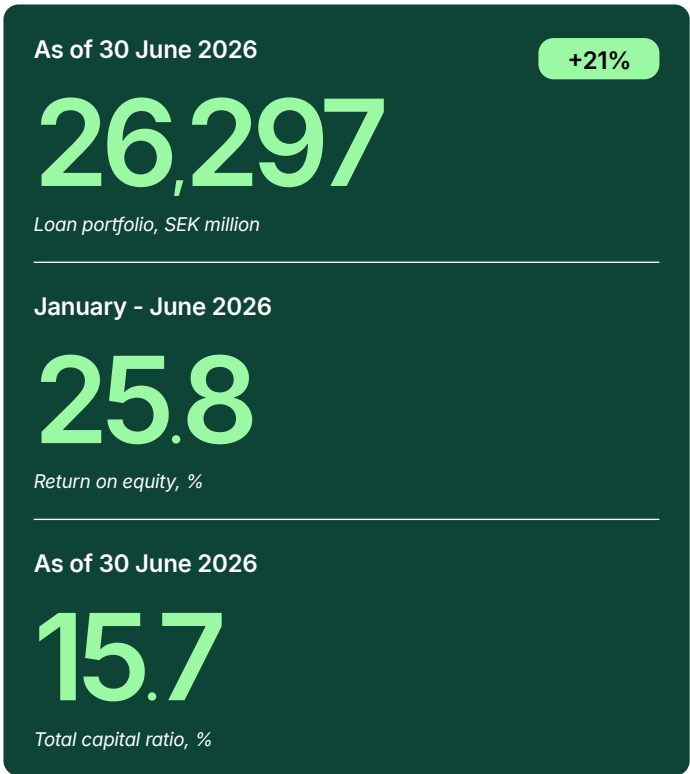 As of 30 June 2026
+21%
26,297
Loan portfolio, SEK million
January - June 2026
25.8
Return on equity, %
As of 30 June 2026
15.7
Total capital ratio, %